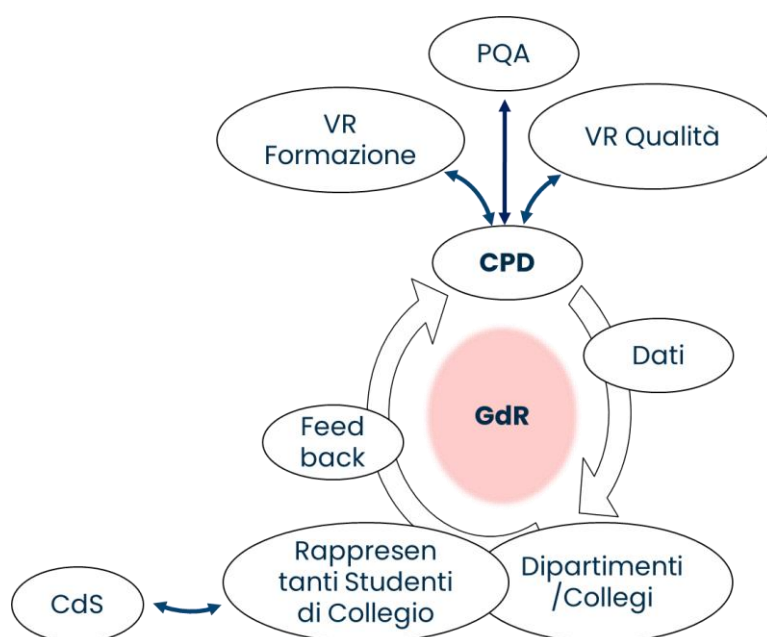 PQA
VR
Formazione
VR Qualità
CPD
Dati
GdR
Feed
back
Rappresen
tanti Studenti
di Collegio
Dipartimenti
/Collegi
CdS